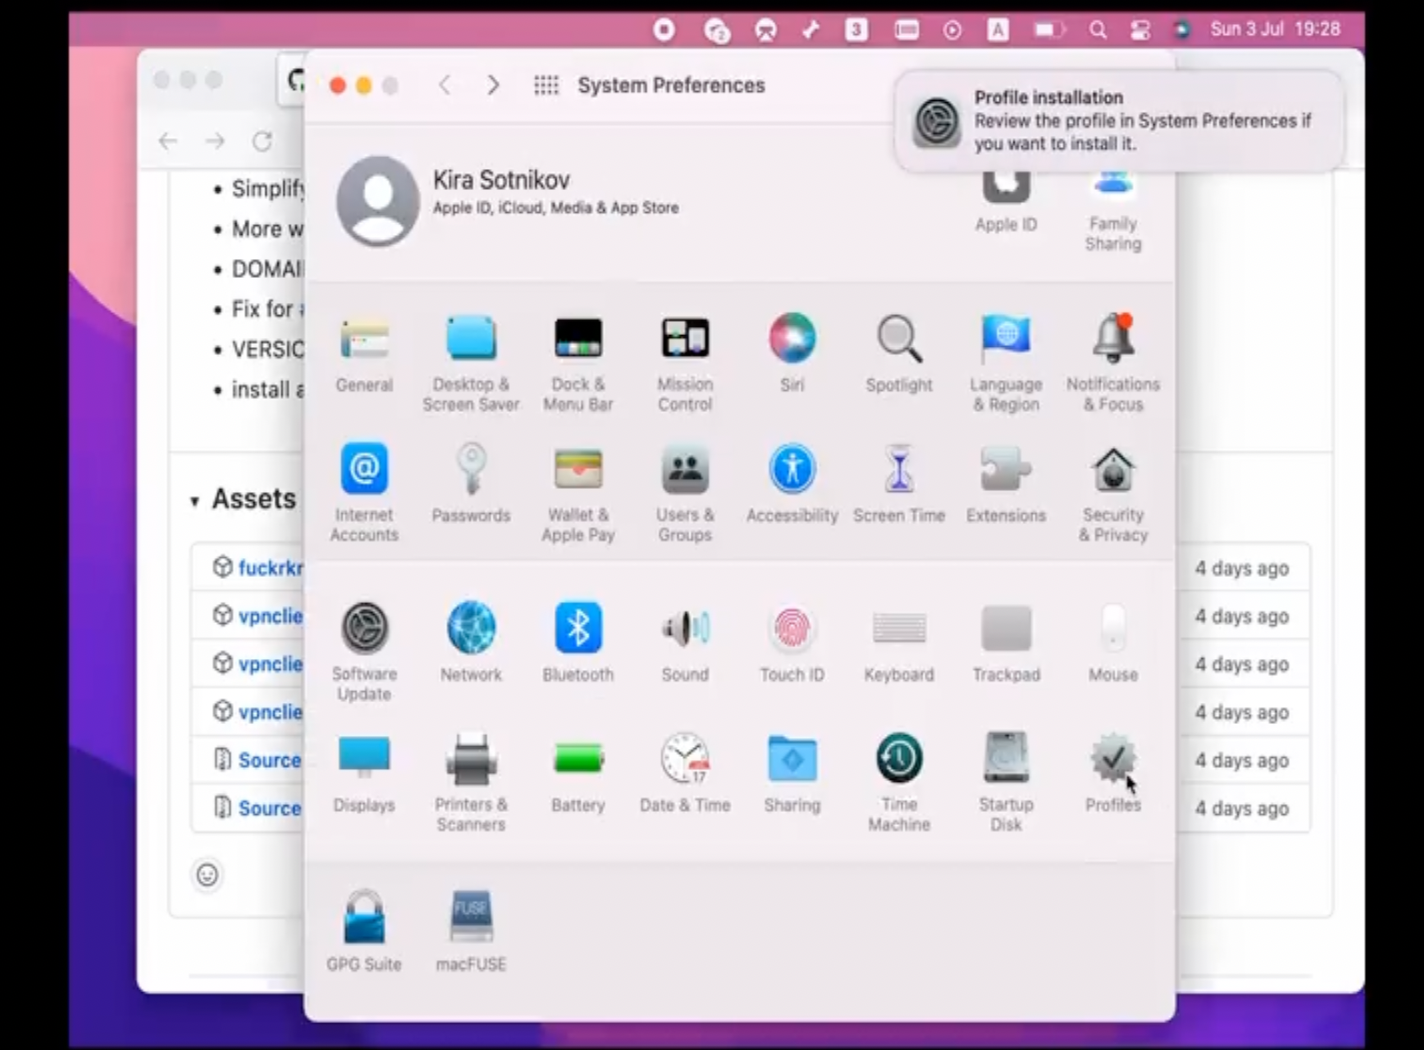 3
A
Sun 3 Jul 19:28
System Preferences
Profile installation
Review the profile in System Preferences if
you want to install it.
Kira Sotnikov
Apple ID, iCloud, Media & App Store
Apple ID
Family
Sharing
Simplify
More w
DOMAI
Fix for
VERSIC
install a
General
Desktop &
Screen Saver
Dock &
Menu Bar
Mission
Control
Siri
Spotlight
Language
& Region
Notifications
& Focus
Internet
Accounts
Passwords
Wallet &
Apple Pay
Users &
Groups
Accessibility
Screen Time
Extensions
Security
& Privacy
Assets
fuckrkr
4 days ago
vpnclie
4 days ago
vpnclie
4 days ago
vpnclie
4 days ago
Source
4 days ago
Source
4 days ago
Software
Update
Network
Bluetooth
Sound
Touch ID
Keyboard
Trackpad
Mouse
Displays
Printers &
Scanners
Battery
17
Date & Time
Sharing
Time
Machine
Startup
Disk
Profiles
GPG Suite
FUSE
macFUSE